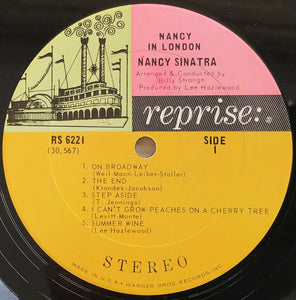 NANCY
IN LONDON
NANCY SINATRA
Arranged & Conducted by
Billy Strange
Produced by Lee Hazlewood
reprise:®
RS 6221
(30,567)
SIDE
1
1. ON BROADWAY
(Weil-Mann-Leiber-Stoller)
2. THE END
(Krondes-Jacobson)
3. STEP ASIDE
(T. Jennings)
4. I CAN'T GROW PEACHES ON A CHERRY TREE
(Levitt-Monte)
5. SUMMER WINE
(Lee Hazlewood)
STEREO
MADE IN U.S.A. • WARNER BROS. RECORDS INC.